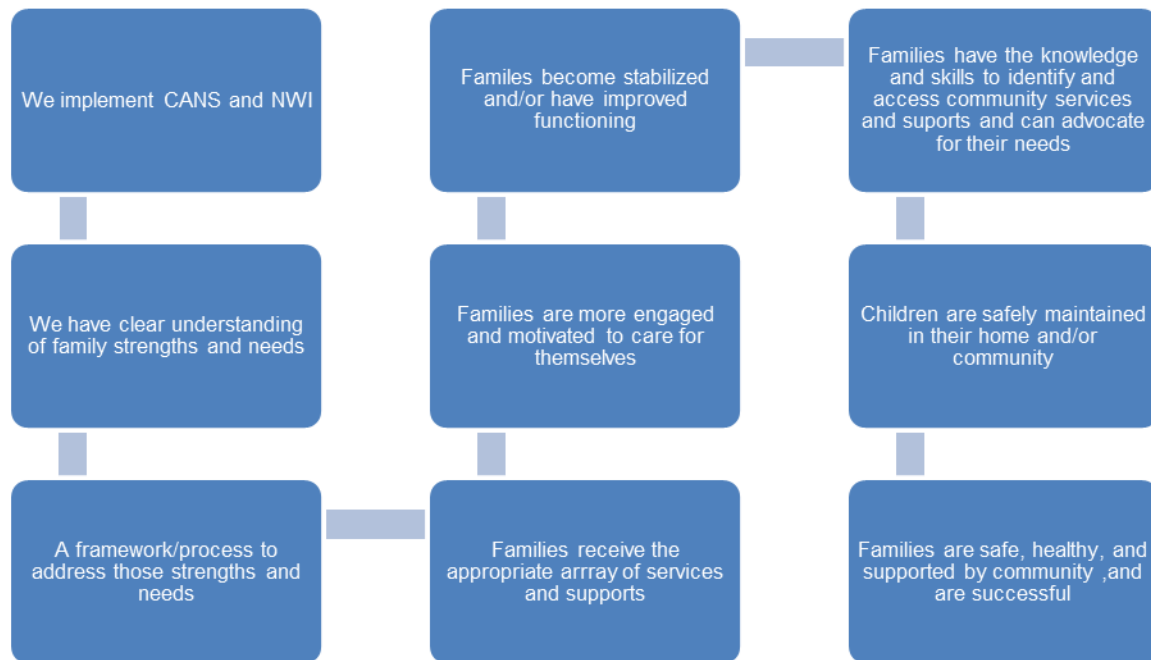 We implement CANS and NWI
We have clear understanding
of family strengths and needs
A framework/process to
address those strengths and
needs
Families receive the
appropriate arrray of services
and supports
Families are more engaged
and motivated to care for
themselves
Familes become stabilized
and/or have improved
functioning
Families have the knowledge
and skills to identify and
access community services
and suports and can advocate
for their needs
Children are safely maintained
in their home and/or
community
Families are safe, healthy, and
supported by community ,and
are successful